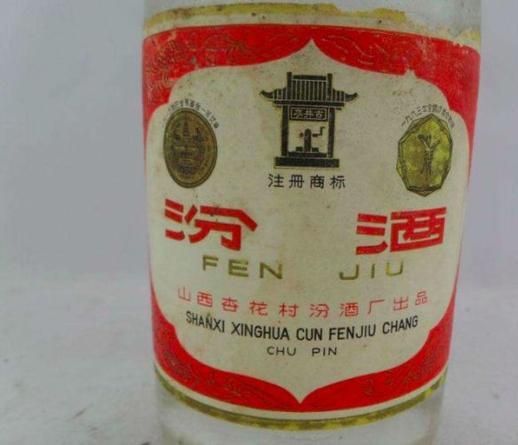 古井亭
注册商标
汾酒
FEN JIU
山西杏花村汾酒厂出品
SHANXI XINGHUA CUN FENJIU CHANG
CHU PIN